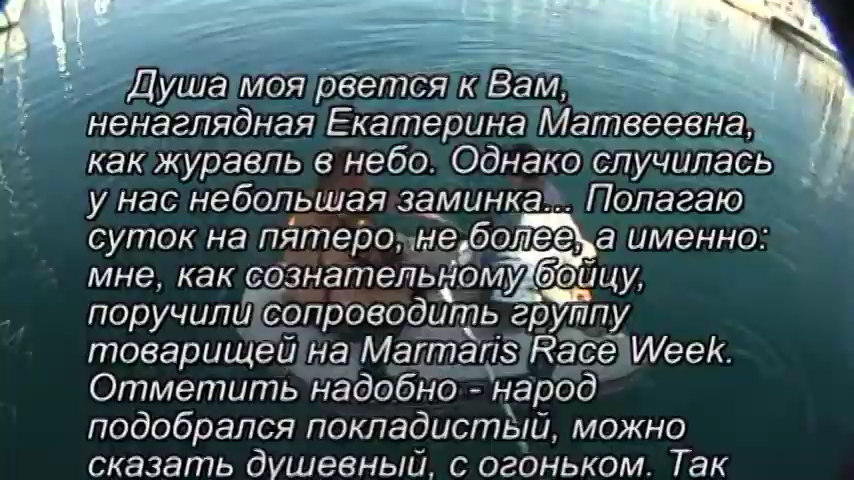 Душа моя рвется к Вам,
ненаглядная Екатерина Матвеевна,
как журавль в небо. Однако случилась
у нас небольшая заминка... Полагаю
суток на пятеро, не более, а именно:
мне, как сознательному бойцу,
поручили сопроводить группу
товарищей на Marmaris Race Week.
Отметить надобно - народ
подобрался покладистый, можно
сказать душевный, с огоньком. Так